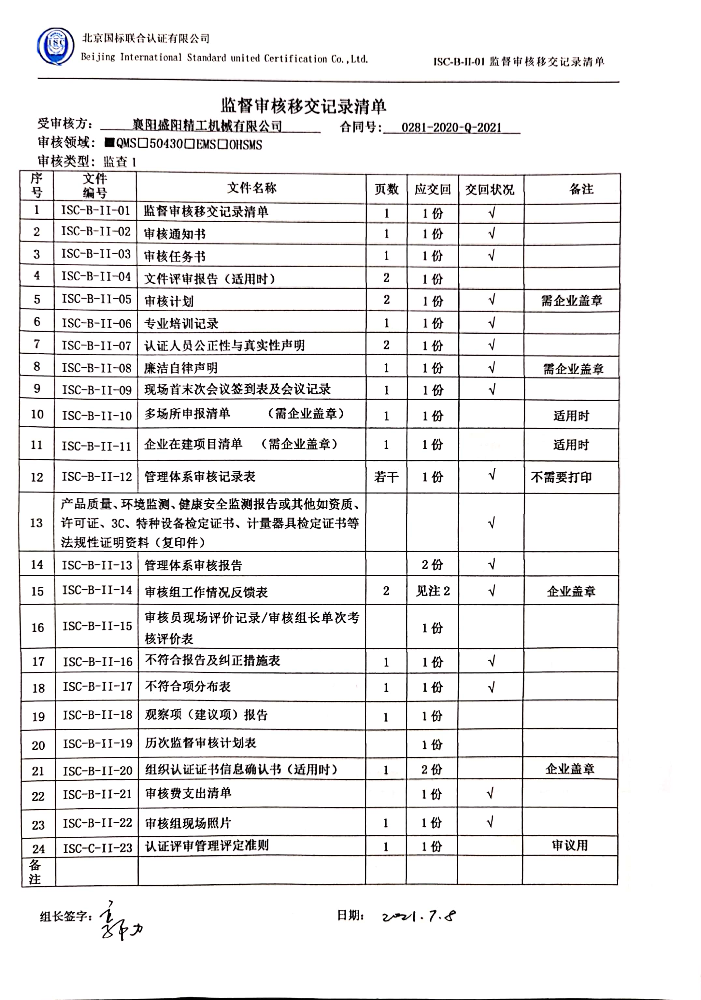 ISC
北京国标联合认证有限公司
Beijing International Standard united Certification Co.,Ltd.
ISC-B-II-01 监督审核移交记录清单
监督审核移交记录清单
受审核方： 襄阳盛阳精工机械有限公司 合同号: 0281-2020-Q-2021
审核领域：■QMS□50430□EMS□OHSMS
审核类型：监查 1
序号 文件编号 文件名称 页数 应交回 交回状况 备注
1 ISC-B-II-01 监督审核移交记录清单 1 1份 √
2 ISC-B-II-02 审核通知书 1 1份 √
3 ISC-B-II-03 审核任务书 1 1份 √
4 ISC-B-II-04 文件评审报告（适用时） 2 1份
5 ISC-B-II-05 审核计划 2 1份 √ 需企业盖章
6 ISC-B-II-06 专业培训记录 1 1份 √
7 ISC-B-II-07 认证人员公正性与真实性声明 2 1份 √
8 ISC-B-II-08 廉洁自律声明 1 1份 √ 需企业盖章
9 ISC-B-II-09 现场首末次会议签到表及会议记录 1 1份 √
10 ISC-B-II-10 多场所申报清单 （需企业盖章） 1 1份 适用时
11 ISC-B-II-11 企业在建项目清单 （需企业盖章） 1 1份 适用时
12 ISC-B-II-12 管理体系审核记录表 若干 1份 √ 不需要打印
产品质量、环境监测、健康安全监测报告或其他如资质、
13 许可证、3C、特种设备检定证书、计量器具检定证书等 √
法规性证明资料（复印件）
14 ISC-B-II-13 管理体系审核报告 2份 √
15 ISC-B-II-14 审核组工作情况反馈表 2 见注2 √ 企业盖章
16 ISC-B-II-15 审核员现场评价记录/审核组长单次考 1份
核评价表
17 ISC-B-II-16 不符合报告及纠正措施表 1 1份 √
18 ISC-B-II-17 不符合项分布表 1 1份 √
19 ISC-B-II-18 观察项（建议项）报告 1 1份
20 ISC-B-II-19 历次监督审核计划表 1份
21 ISC-B-II-20 组织认证证书信息确认书（适用时） 1 2份 企业盖章
22 ISC-B-II-21 审核费支出清单 1份 √
23 ISC-B-II-22 审核组现场照片 1 1份 √
24 ISC-C-II-23 认证评审管理评定准则 1 1份 审议用
备注
组长签字： 郭力 日期： 2021.7.8